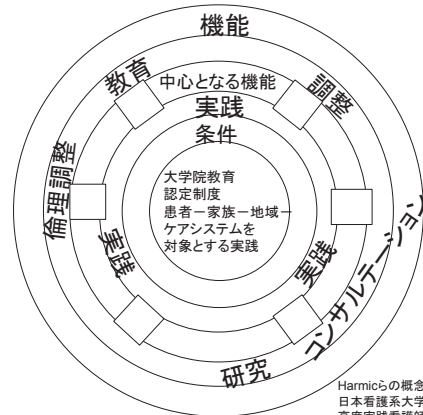 機能
教育
中心となる機能
調整
実践
条件
大学院教育
認定制度
患者－家族－地域－
ケアシステムを
対象とする実践
倫理調整
実践
実践
コンサルテーション
研究
Harmicらの概念
日本看護系大学